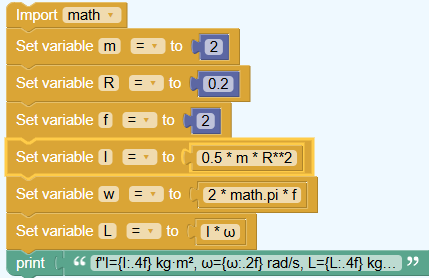 Import math
Set variable m = to 2
Set variable R = to 0.2
Set variable f = to 2
Set variable I = to 0.5 * m * R**2
Set variable w = to 2 * math.pi * f
Set variable L = to I * ω
print “ f"I={I:.4f} kg·m², ω={ω:.2f} rad/s, L={L:.4f} kg... ”